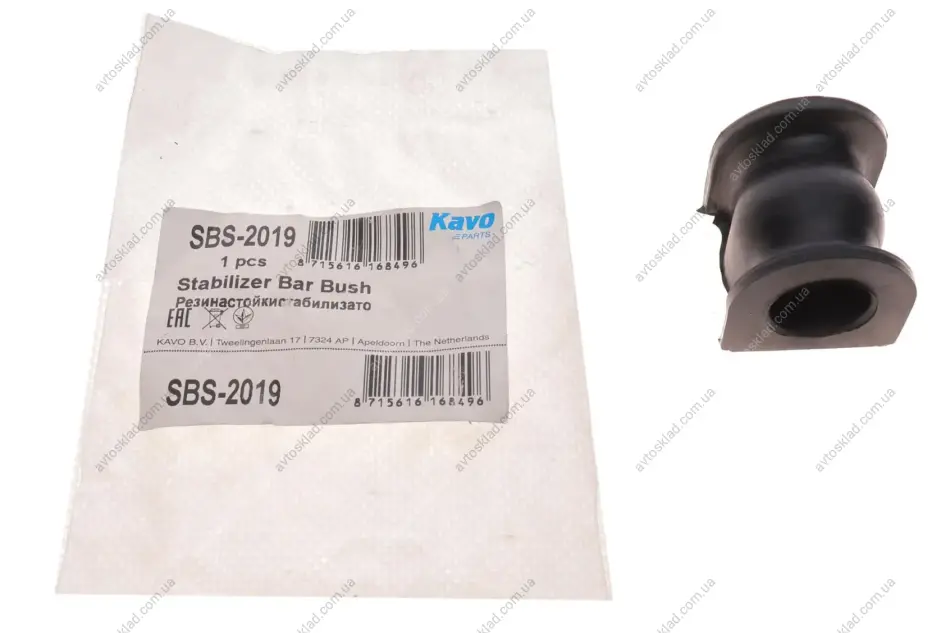 SBS-2019
Kavo
PARTS
1 pcs
8 715616 168496
Stabilizer Bar Bush
Резинастойкистабилизато
EAC
KAVO B.V. | Tweelingenlaan 17 | 7324 AP | Apeldoorn | The Netherlands
SBS-2019
8 715616 168496
avtosklad.com.ua